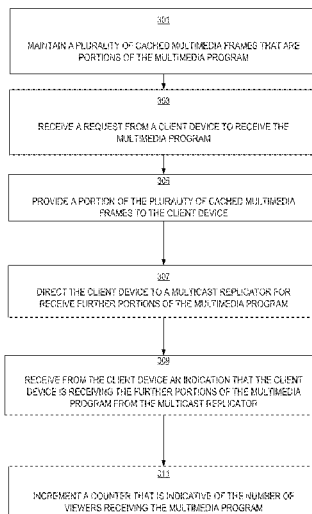 301
MAINTAIN A PLURALITY OF CACHED MULTIMEDIA FRAMES THAT ARE
PORTIONS OF THE MULTIMEDIA PROGRAM
303
RECEIVE A REQUEST FROM A CLIENT DEVICE TO RECEIVE THE
MULTIMEDIA PROGRAM
305
PROVIDE A PORTION OF THE PLURALITY OF CACHED MULTIMEDIA
FRAMES TO THE CLIENT DEVICE
307
DIRECT THE CLIENT DEVICE TO A MULTICAST REPLICATOR FOR
RECEIVE FURTHER PORTIONS OF THE MULTIMEDIA PROGRAM
309
RECEIVE FROM THE CLIENT DEVICE AN INDICATION THAT THE CLIENT
DEVICE IS RECEIVING THE FURTHER PORTIONS OF THE MULTIMEDIA
PROGRAM FROM THE MULTICAST REPLICATOR
311
INCREMENT A COUNTER THAT IS INDICATIVE OF THE NUMBER OF
VIEWERS RECEIVING THE MULTIMEDIA PROGRAM